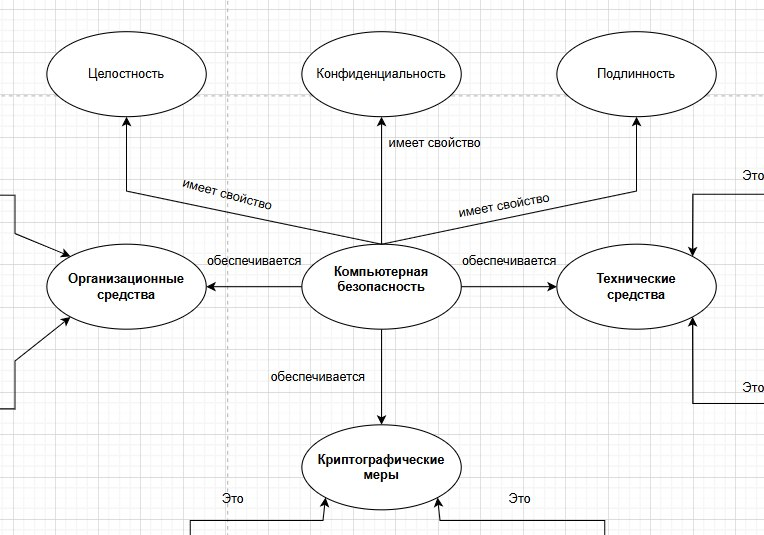 Целостность
Конфиденциальность
Подлинность
имеет свойство
имеет свойство
имеет свойство
Это
обеспечивается
обеспечивается
Организационные
средства
Компьютерная
безопасность
Технические
средства
обеспечивается
Это
Криптографические
меры
Это
Это